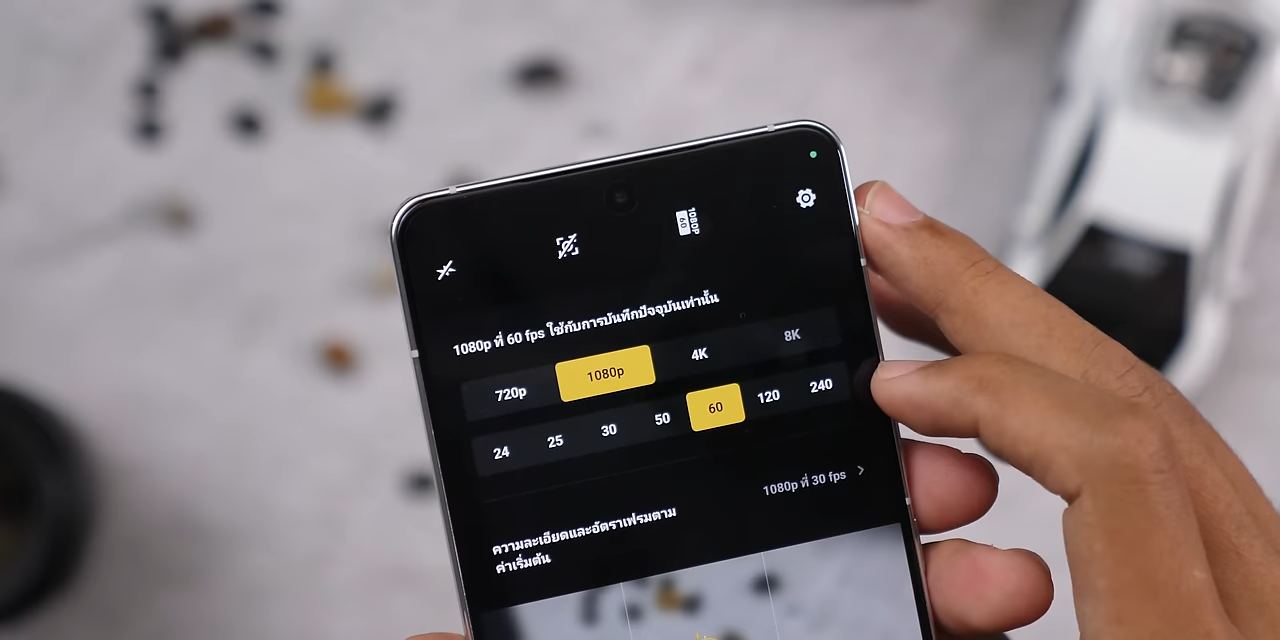 1080P
60
1080p ที่ 60 fps ใช้กับการบันทึกปัจจุบันเท่านั้น
720p 1080p 4K 8K
24 25 30 50 60 120 240
1080p ที่ 30 fps
ความละเอียดและอัตราเฟรมตาม
ค่าเริ่มต้น